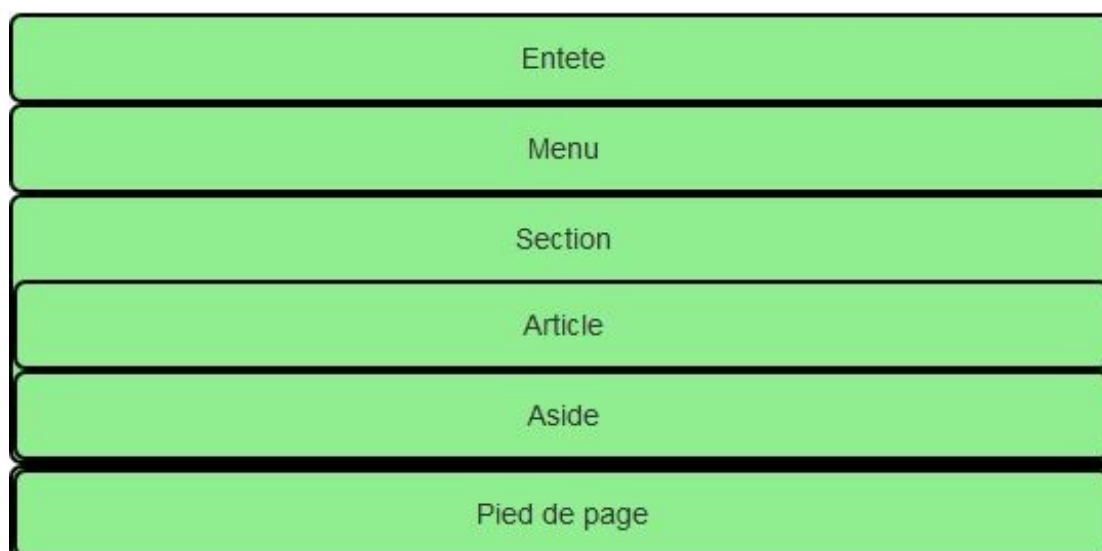 Entete
Menu
Section
Article
Aside
Pied de page